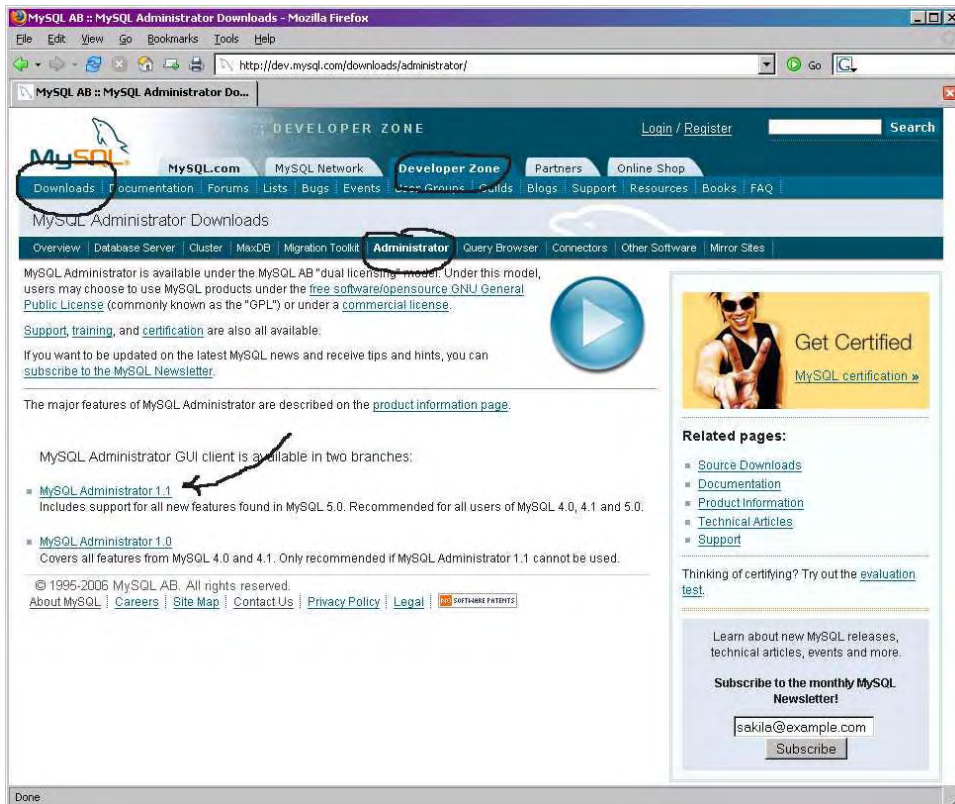 MySQL AB :: MySQL Administrator Downloads - Mozilla Firefox
File Edit View Go Bookmarks Tools Help
http://dev.mysql.com/downloads/administrator/
Go
G
MySQL AB :: MySQL Administrator Do...
DEVELOPER ZONE
Login / Register
Search
MySQL
MySQL.com MySQL Network Developer Zone Partners Online Shop
Downloads Documentation Forums Lists Bugs Events User Groups Guilds Blogs Support Resources Books FAQ
MySQL Administrator Downloads
Overview Database Server Cluster MaxDB Migration Toolkit Administrator Query Browser Connectors Other Software Mirror Sites
MySQL Administrator is available under the MySQL AB "dual licensing" model. Under this model,
users may choose to use MySQL products under the free software/opensource GNU General
Public License (commonly known as the "GPL") or under a commercial license.
Support, training, and certification are also all available.
If you want to be updated on the latest MySQL news and receive tips and hints, you can
subscribe to the MySQL Newsletter.
The major features of MySQL Administrator are described on the product information page.
MySQL Administrator GUI client is available in two branches:
MySQL Administrator 1.1
Includes support for all new features found in MySQL 5.0. Recommended for all users of MySQL 4.0, 4.1 and 5.0.
MySQL Administrator 1.0
Covers all features from MySQL 4.0 and 4.1. Only recommended if MySQL Administrator 1.1 cannot be used.
© 1995-2006 MySQL AB. All rights reserved.
About MySQL Careers Site Map Contact Us Privacy Policy Legal NO SOFTWARE PATENTS
Get Certified
MySQL certification »
Related pages:
Source Downloads
Documentation
Product Information
Technical Articles
Support
Thinking of certifying? Try out the evaluation
test.
Learn about new MySQL releases,
technical articles, events and more.
Subscribe to the monthly MySQL
Newsletter!
sakila@example.com
Subscribe
Done